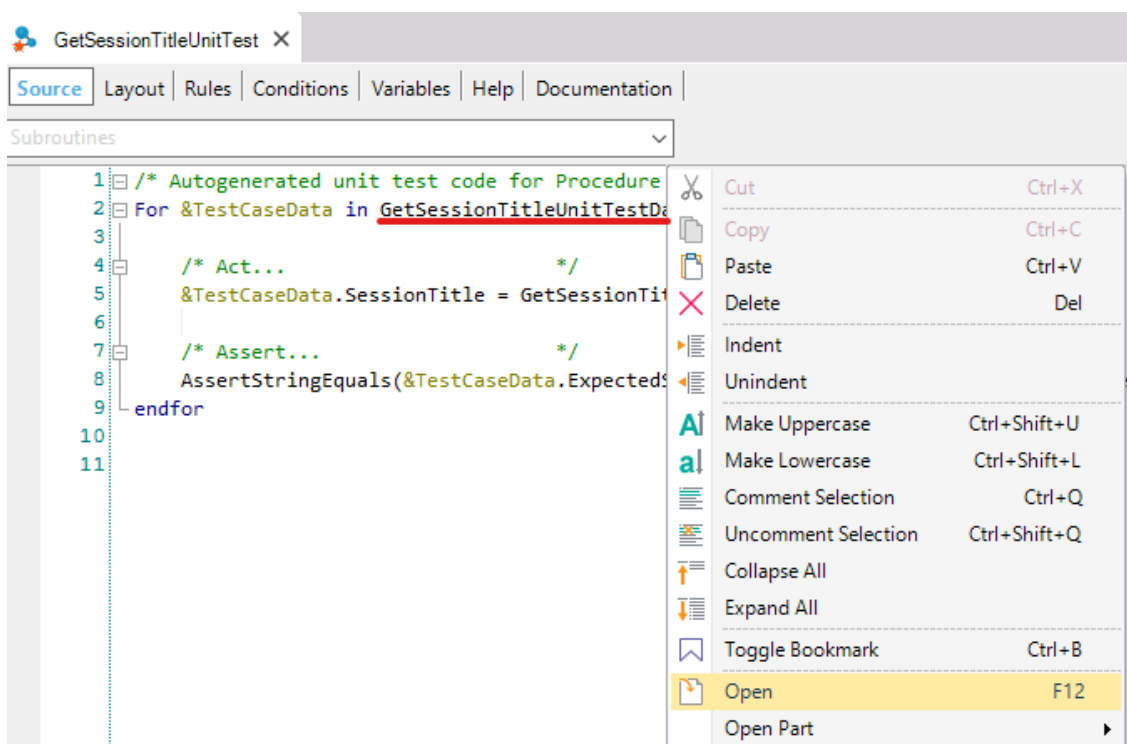 GetSessionTitleUnitTest
Source Layout Rules Conditions Variables Help Documentation
Subroutines
1 /* Autogenerated unit test code for Procedure
2 For &TestCaseData in GetSessionTitleUnitTestDa
3
4 /* Act... */
5 &TestCaseData.SessionTitle = GetSessionTit
6
7 /* Assert... */
8 AssertStringEquals(&TestCaseData.ExpectedS
9 endfor
10
11
Cut Ctrl+X
Copy Ctrl+C
Paste Ctrl+V
Delete Del
Indent
Unindent
Make Uppercase Ctrl+Shift+U
Make Lowercase Ctrl+Shift+L
Comment Selection Ctrl+Q
Uncomment Selection Ctrl+Shift+Q
Collapse All
Expand All
Toggle Bookmark Ctrl+B
Open F12
Open Part